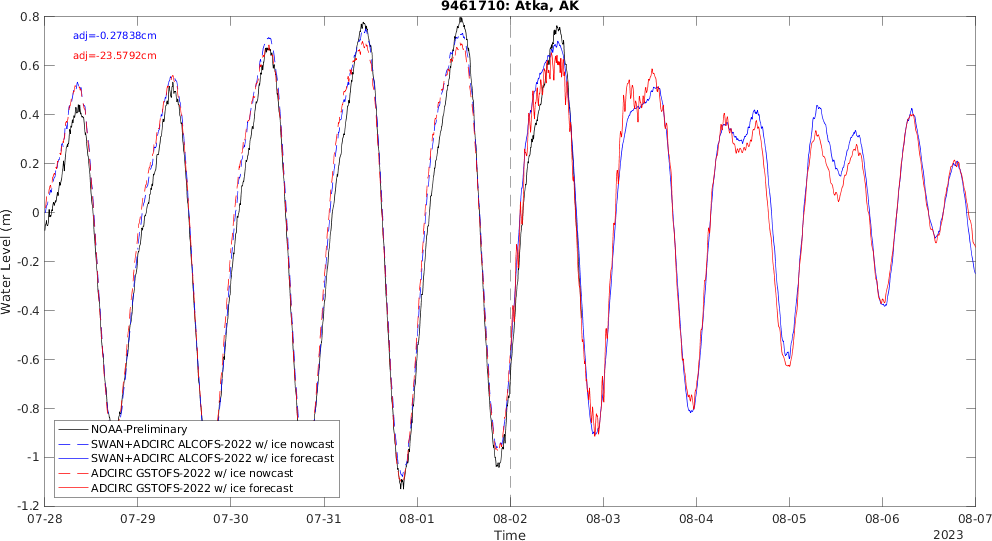 9461710: Atka, AK
adj=-0.27838cm
adj=-23.5792cm
Water Level (m)
0.8
0.6
0.4
0.2
0
-0.2
-0.4
-0.6
-0.8
-1
-1.2
NOAA-Preliminary
SWAN+ADCIRC ALCOFS-2022 w/ ice nowcast
SWAN+ADCIRC ALCOFS-2022 w/ ice forecast
ADCIRC GSTOFS-2022 w/ ice nowcast
ADCIRC GSTOFS-2022 w/ ice forecast
07-28 07-29 07-30 07-31 08-01 08-02 08-03 08-04 08-05 08-06 08-07
Time
2023